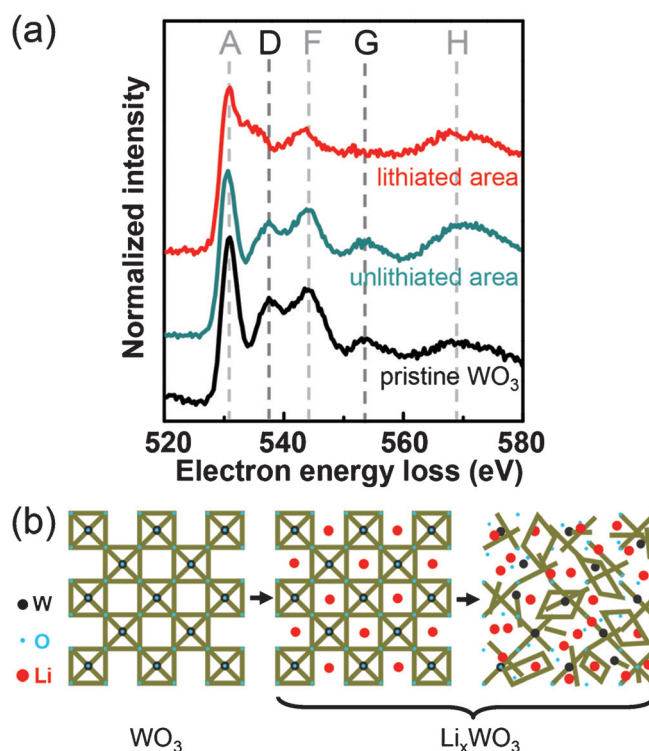 (a)
A D F G H
Normalized intensity
lithiated area
unlithiated area
pristine WO₃
520 540 560 580
Electron energy loss (eV)
(b)
W
O
Li
WO₃ LiₓWO₃